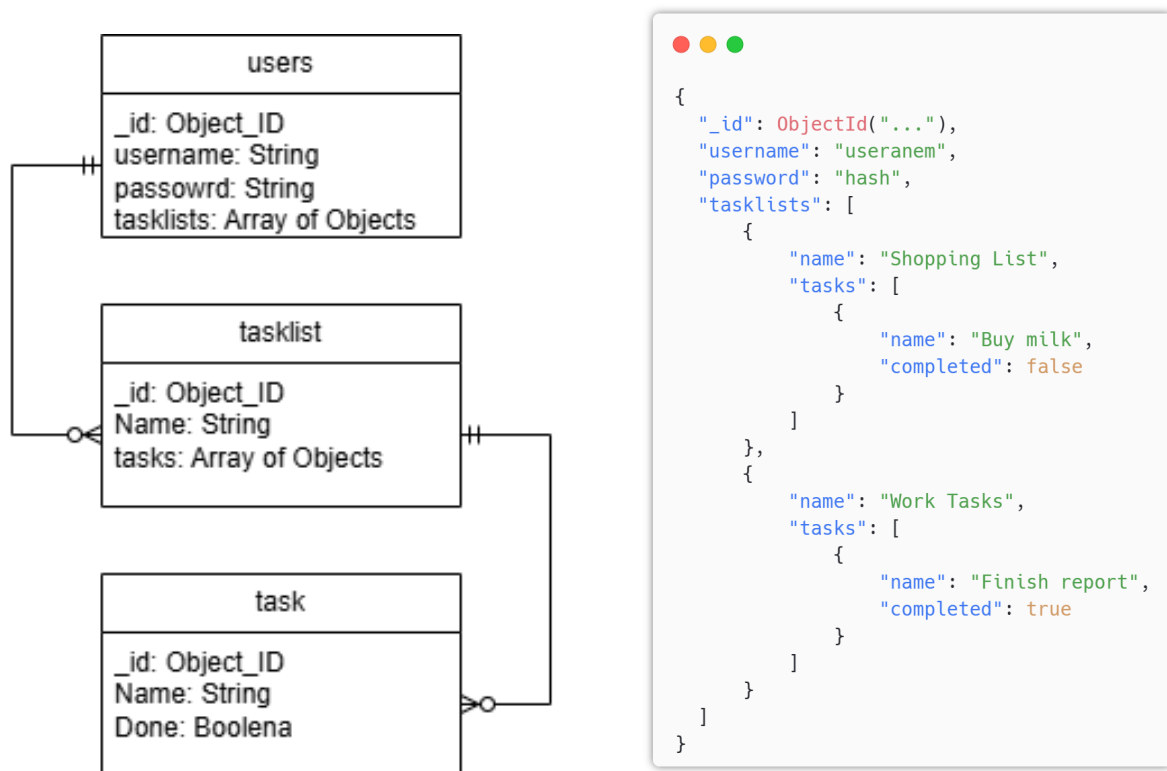 users
_id: Object_ID
username: String
passowrd: String
tasklists: Array of Objects
tasklist
_id: Object_ID
Name: String
tasks: Array of Objects
task
_id: Object_ID
Name: String
Done: Boolena
{
"_id": ObjectId("..."),
"username": "useranem",
"password": "hash",
"tasklists": [
{
"name": "Shopping List",
"tasks": [
{
"name": "Buy milk",
"completed": false
}
]
},
{
"name": "Work Tasks",
"tasks": [
{
"name": "Finish report",
"completed": true
}
]
}
]
}